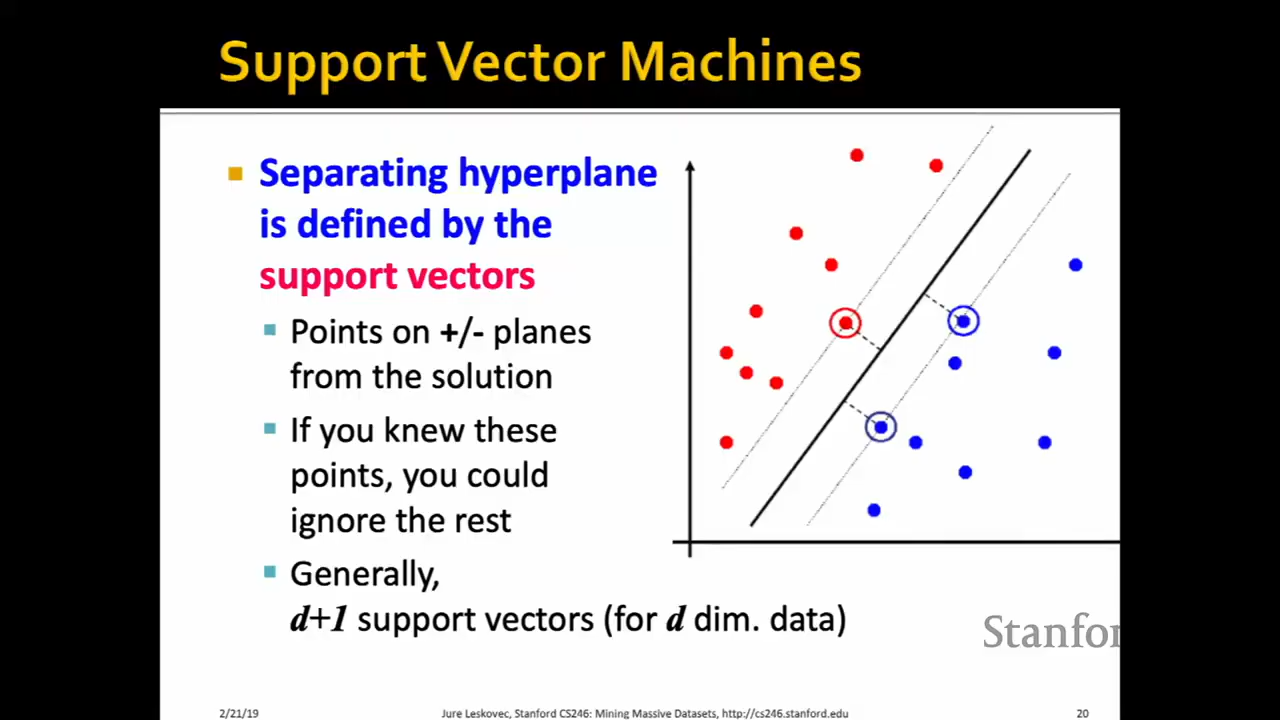 Support Vector Machines
Separating hyperplane
is defined by the
support vectors
Points on +/- planes
from the solution
If you knew these
points, you could
ignore the rest
Generally,
d+1 support vectors (for d dim. data)
Stanfor
2/21/19
Jure Leskovec, Stanford CS246: Mining Massive Datasets, http://cs246.stanford.edu
20